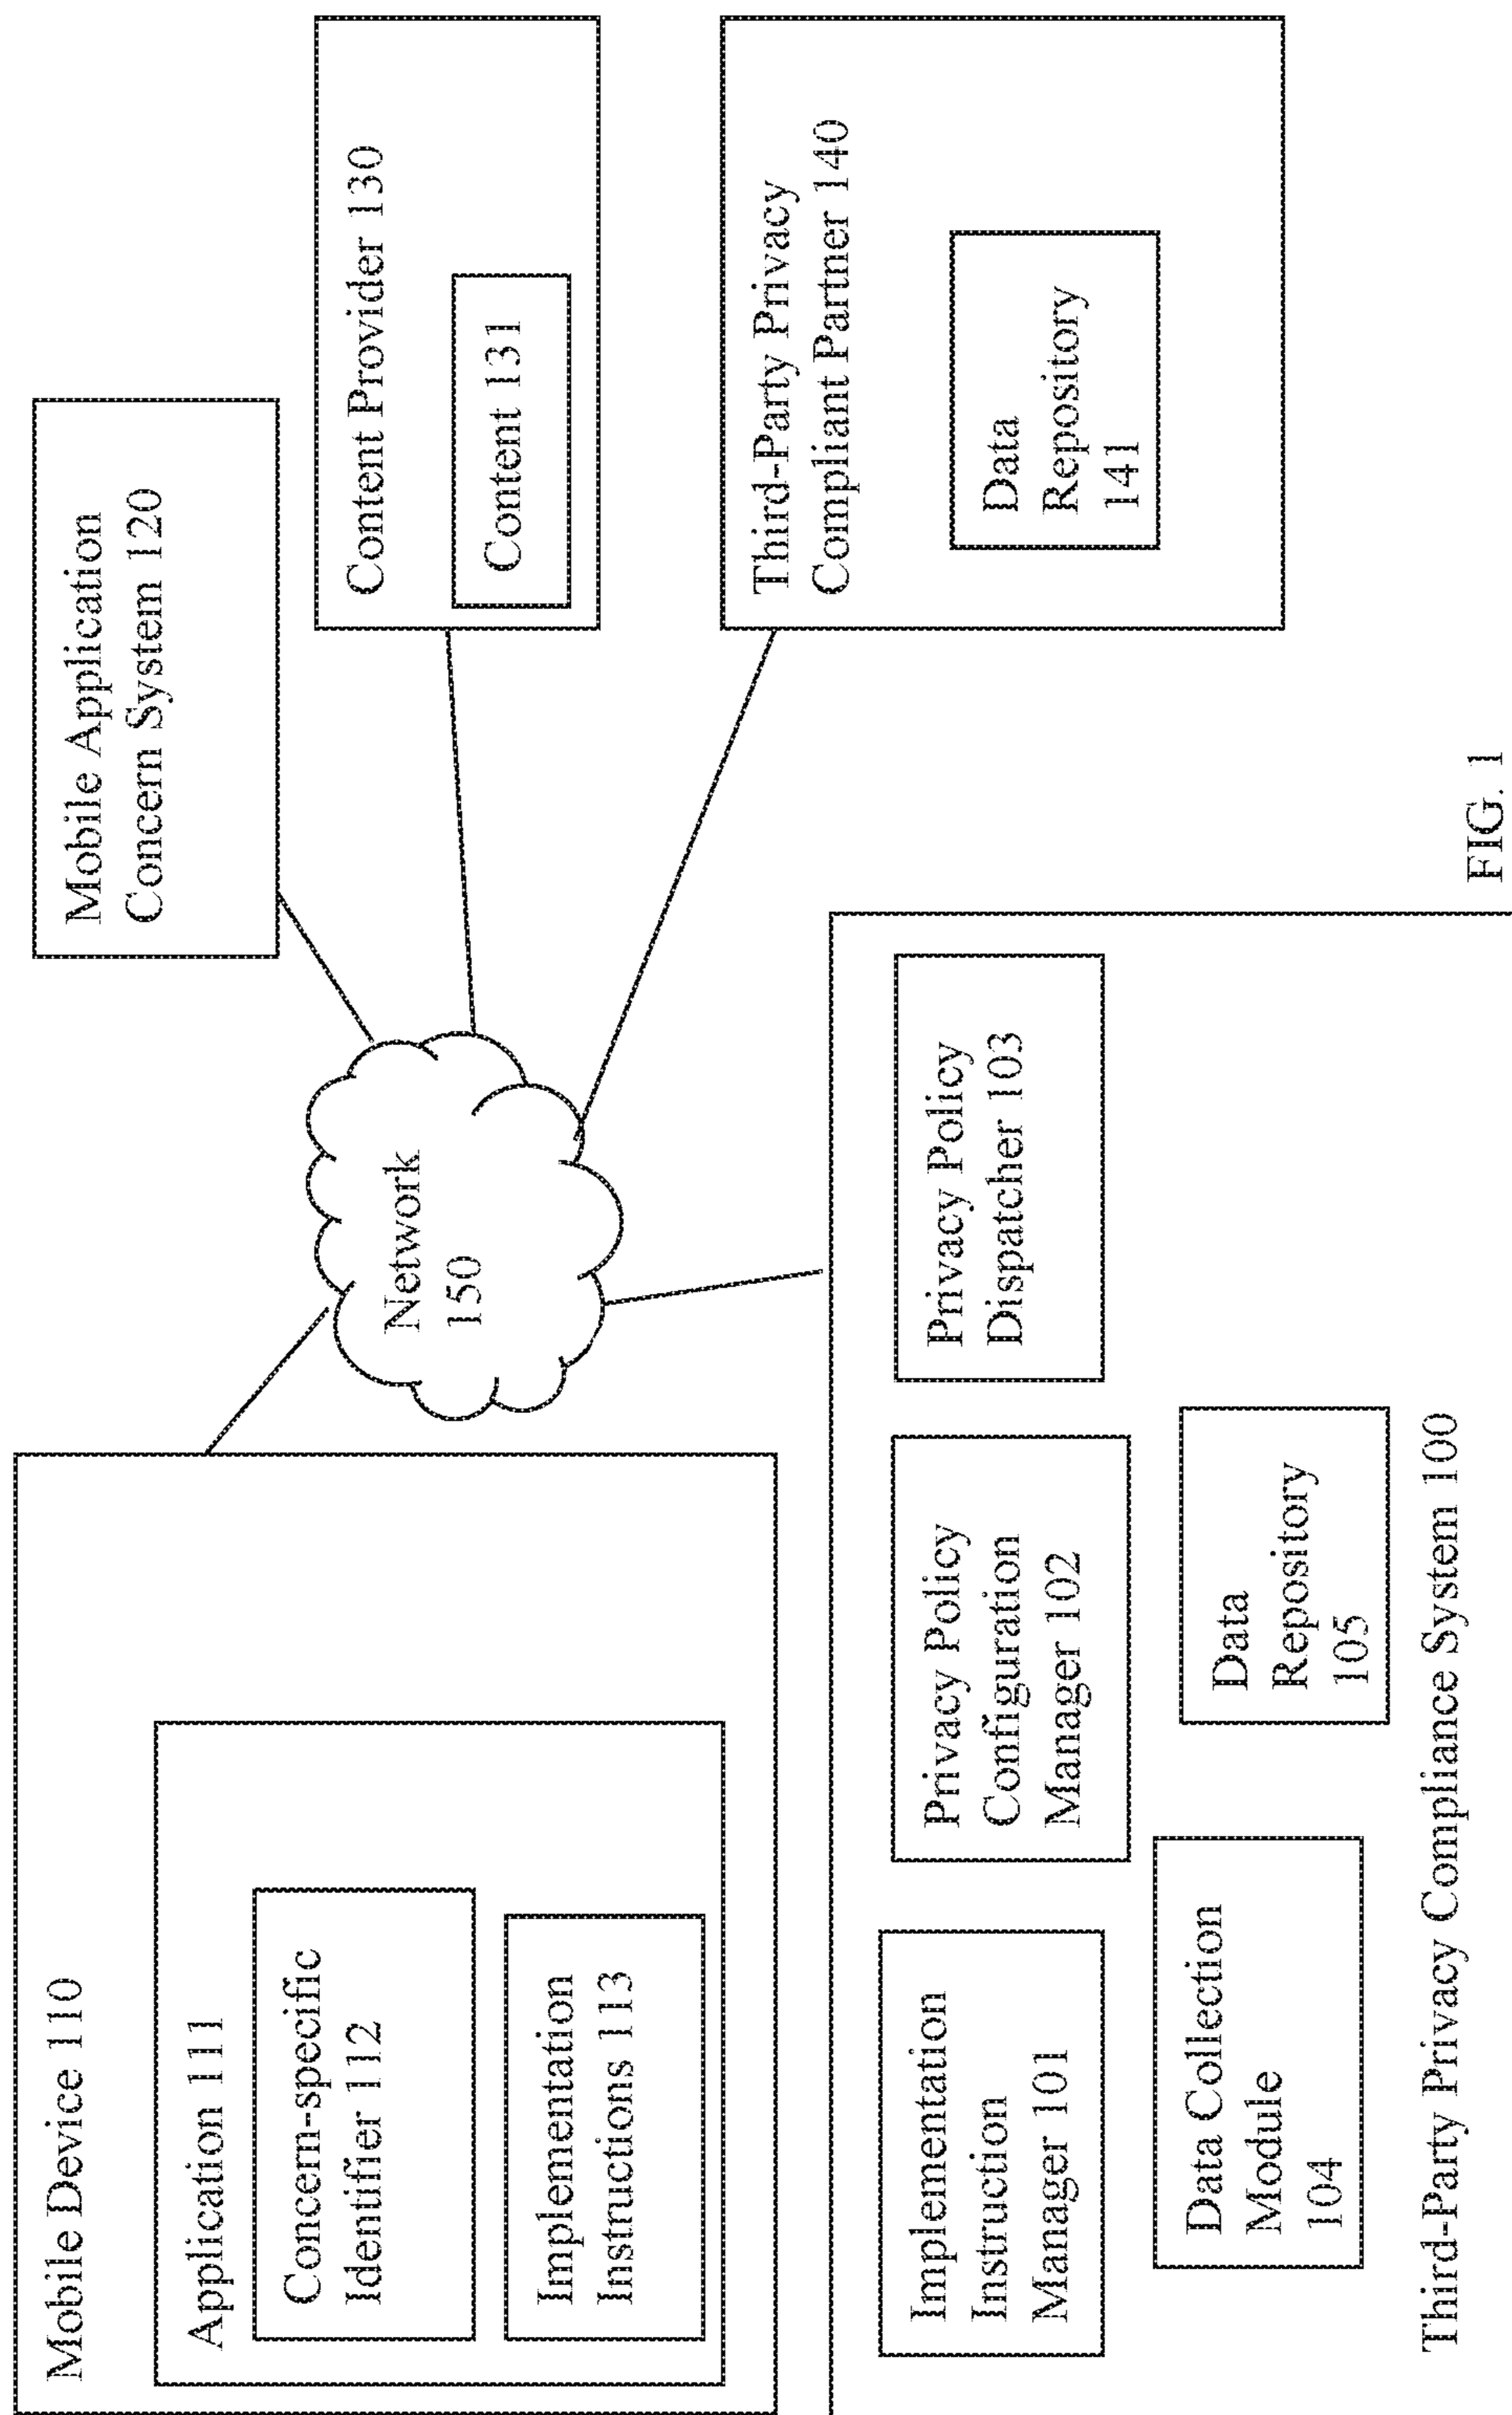 Mobile Device 110
Application 111
Concern-specific
Identifier 112
Implementation
Instructions 113
Network
150
Mobile Application
Concern System 120
Content Provider 130
Content 131
Third-Party Privacy
Compliant Partner 140
Data
Repository
141
Implementation
Instruction
Manager 101
Privacy Policy
Configuration
Manager 102
Privacy Policy
Dispatcher 103
Data Collection
Module
104
Data
Repository
105
Third-Party Privacy Compliance System 100
FIG. 1